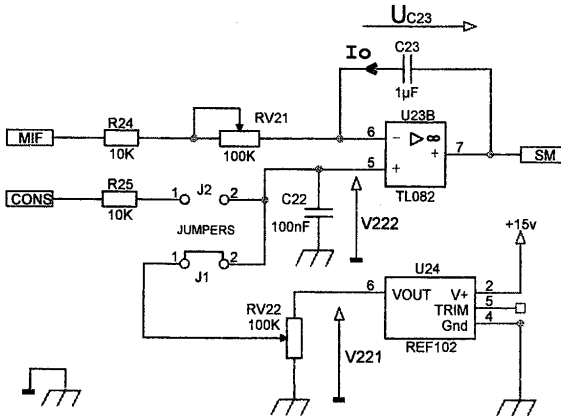 UC23
Io
C23
1µF
U23B
R24
RV21
MIF
10K
100K
6
−
▷ ∞
+
7
SM
5
+
TL082
R25
CONS
10K
1
J2
2
C22
100nF
V222
JUMPERS
1
2
J1
+15v
U24
RV22
100K
6
VOUT
V+
2
TRIM
5
Gnd
4
REF102
V221